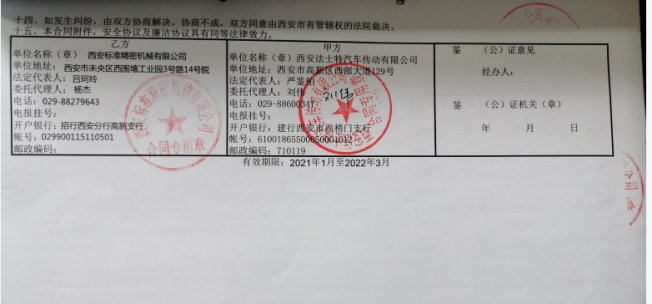 十四、如发生纠纷，由双方协商解决。协商不成，双方同意由西安市有管辖权的法院裁决。
十五、本合同附件，安全协议及廉洁协议具有同等法律效力。
乙方
单位名称（章） 西安标准精密机械有限公司
单位地址： 西安市未央区西围墙工业园3号路14号院
法定代表人： 吕珂玲
委托代理人： 杨杰
电话：029-88279643
电报挂号：
开户银行：招行西安分行高新支行
帐号：029900115110501
邮政编码：
合同专用章
甲方
单位名称（章） 西安法士特汽车传动有限公司
单位地址： 西安市高新区西部大道129号
法定代表人： 严鉴铂
委托代理人： 刘伟
电话：029-88600347
电报挂号：
开户银行： 建行西安市西稍门支行
帐号：61001865500050001012
邮政编码：710119
鉴 （公）证意见
经办人：
鉴 （公）证机关（章）
年 月 日
有效期限：2021年1月至2022年3月